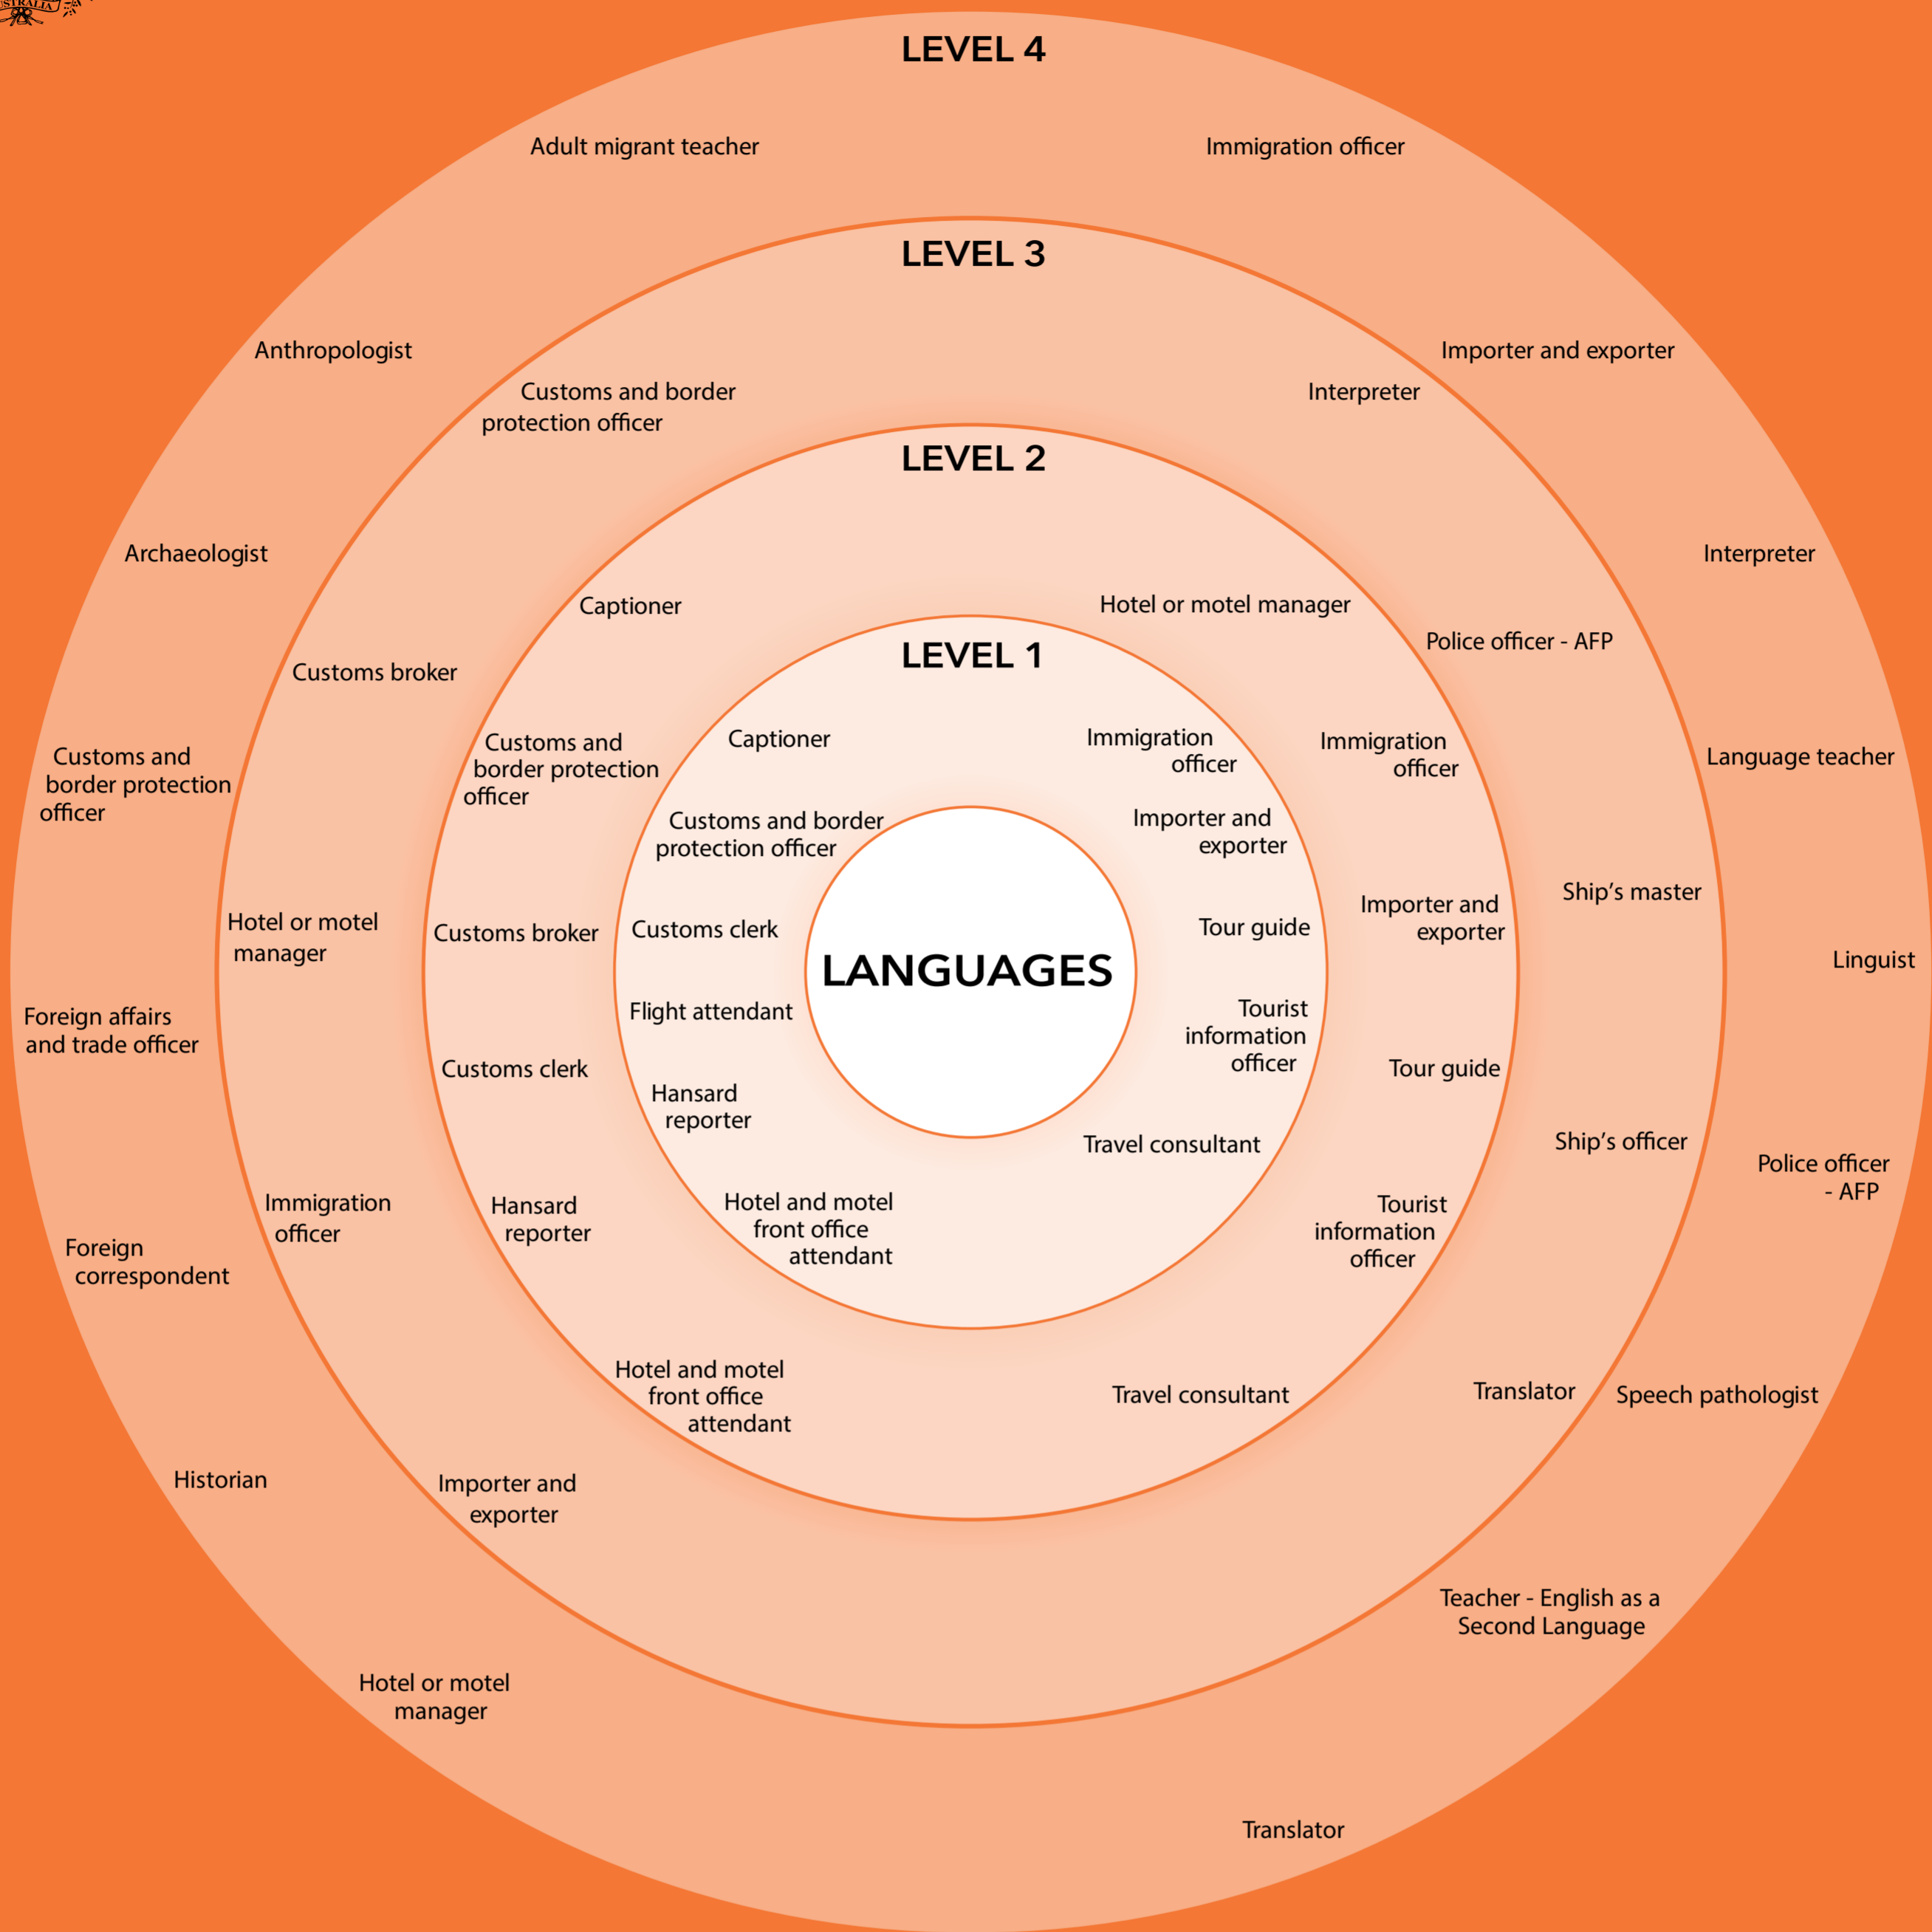 USTRALIA
LEVEL 4
Adult migrant teacher
Immigration officer
Anthropologist
Importer and exporter
Archaeologist
Interpreter
Customs and
border protection
officer
Language teacher
Foreign affairs
and trade officer
Linguist
Foreign
correspondent
Police officer
- AFP
Historian
Speech pathologist
Hotel or motel
manager
Teacher - English as a
Second Language
Translator
LEVEL 3
Customs and border
protection officer
Interpreter
Customs broker
Police officer - AFP
Hotel or motel
manager
Ship's master
Immigration
officer
Ship's officer
Importer and
exporter
Translator
LEVEL 2
Captioner
Hotel or motel manager
Customs and
border protection
officer
Immigration
officer
Customs broker
Importer and
exporter
Customs clerk
Tour guide
Hansard
reporter
Tourist
information
officer
Hotel and motel
front office
attendant
Travel consultant
LEVEL 1
Captioner
Immigration
officer
Customs and border
protection officer
Importer and
exporter
Customs clerk
Tour guide
Flight attendant
Tourist
information
officer
Hansard
reporter
Travel consultant
Hotel and motel
front office
attendant
LANGUAGES